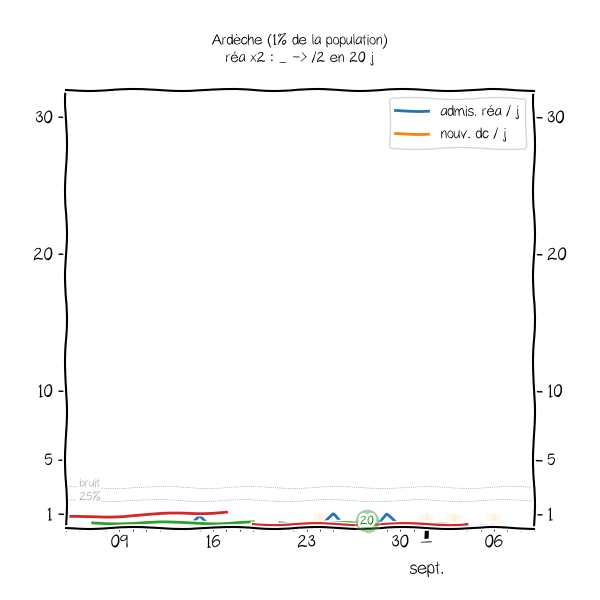 Ardèche (1% de la population)
réa x2 : _ -> /2 en 20 j
admis. réa / j
nouv. dc / j
30
30
20
20
10
10
5
5
bruit
25%
1
1
20
09 16 23 30 _ 06
sept.